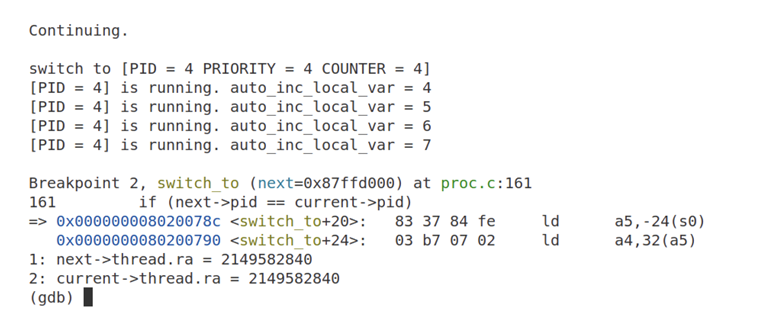 Continuing.
switch to [PID = 4 PRIORITY = 4 COUNTER = 4]
[PID = 4] is running. auto_inc_local_var = 4
[PID = 4] is running. auto_inc_local_var = 5
[PID = 4] is running. auto_inc_local_var = 6
[PID = 4] is running. auto_inc_local_var = 7
Breakpoint 2, switch_to (next=0x87ffd000) at proc.c:161
161         if (next->pid == current->pid)
=> 0x000000008020078c <switch_to+20>:   83 37 84 fe     ld      a5,-24(s0)
   0x0000000080200790 <switch_to+24>:   03 b7 07 02     ld      a4,32(a5)
1: next->thread.ra = 2149582840
2: current->thread.ra = 2149582840
(gdb)